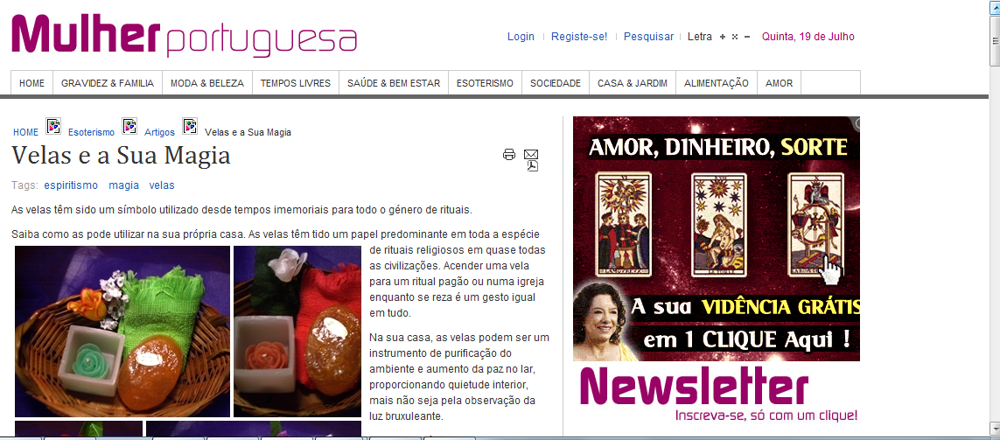 Mulher portuguesa
Login Registe-se! Pesquisar Letra + × − Quinta, 19 de Julho
HOME GRAVIDEZ & FAMILIA MODA & BELEZA TEMPOS LIVRES SAÚDE & BEM ESTAR ESOTERISMO SOCIEDADE CASA & JARDIM ALIMENTAÇÃO AMOR
HOME Esoterismo Artigos Velas e a Sua Magia
Velas e a Sua Magia
Tags: espiritismo magia velas
As velas têm sido um símbolo utilizado desde tempos imemoriais para todo o género de rituais.
Saiba como as pode utilizar na sua própria casa. As velas têm tido um papel predominante em toda a espécie
de rituais religiosos em quase todas
as civilizações. Acender uma vela
para um ritual pagão ou numa igreja
enquanto se reza é um gesto igual
em tudo.
Na sua casa, as velas podem ser um
instrumento de purificação do
ambiente e aumento da paz no lar,
proporcionando quietude interior,
mais não seja pela observação da
luz bruxuleante.
AMOR, DINHEIRO, SORTE
A sua VIDÊNCIA GRÁTIS
em 1 CLIQUE Aqui !
Newsletter
Inscreva-se, só com um clique!